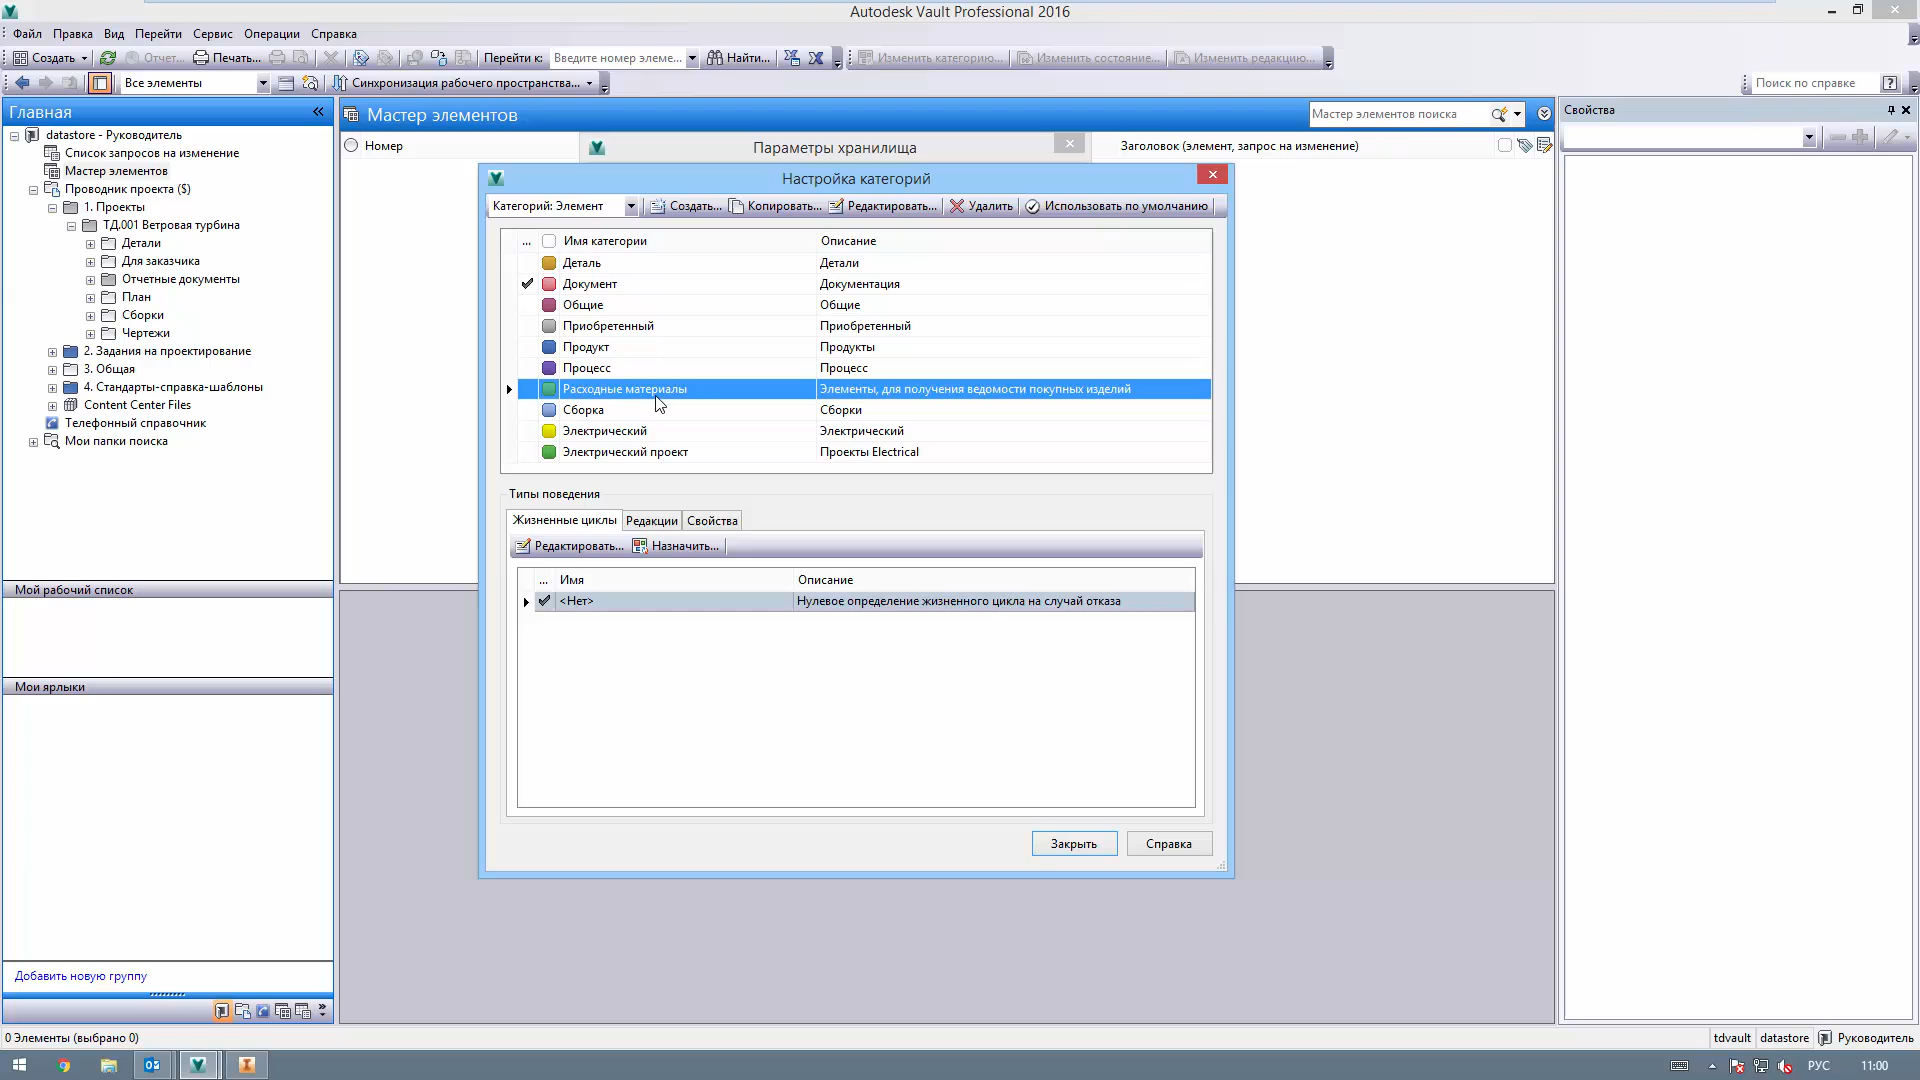 Autodesk Vault Professional 2016
Файл Правка Вид Перейти Сервис Операции Справка
Создать Отчет... Печать... Перейти к: Введите номер элеме... Найти... Изменить категорию... Изменить состояние... Изменить редакцию...
Все элементы Синхронизация рабочего пространства... Поиск по справке
Главная
datastore - Руководитель
Список запросов на изменение
Мастер элементов
Проводник проекта ($)
1. Проекты
ТД.001 Ветровая турбина
Детали
Для заказчика
Отчетные документы
План
Сборки
Чертежи
2. Задания на проектирование
3. Общая
4. Стандарты-справка-шаблоны
Content Center Files
Телефонный справочник
Мои папки поиска
Мой рабочий список
Мои ярлыки
Добавить новую группу
Мастер элементов
Мастер элементов поиска
Номер
Заголовок (элемент, запрос на изменение)
Параметры хранилища
Настройка категорий
Категорий: Элемент Создать... Копировать... Редактировать... Удалить Использовать по умолчанию
... Имя категории Описание
Деталь Детали
Документ Документация
Общие Общие
Приобретенный Приобретенный
Продукт Продукты
Процесс Процесс
Расходные материалы Элементы, для получения ведомости покупных изделий
Сборка Сборки
Электрический Электрический
Электрический проект Проекты Electrical
Типы поведения
Жизненные циклы Редакции Свойства
Редактировать... Назначить...
... Имя Описание
<Нет> Нулевое определение жизненного цикла на случай отказа
Закрыть Справка
Свойства
0 Элементы (выбрано 0)
tdvault datastore Руководитель
РУС 11:00